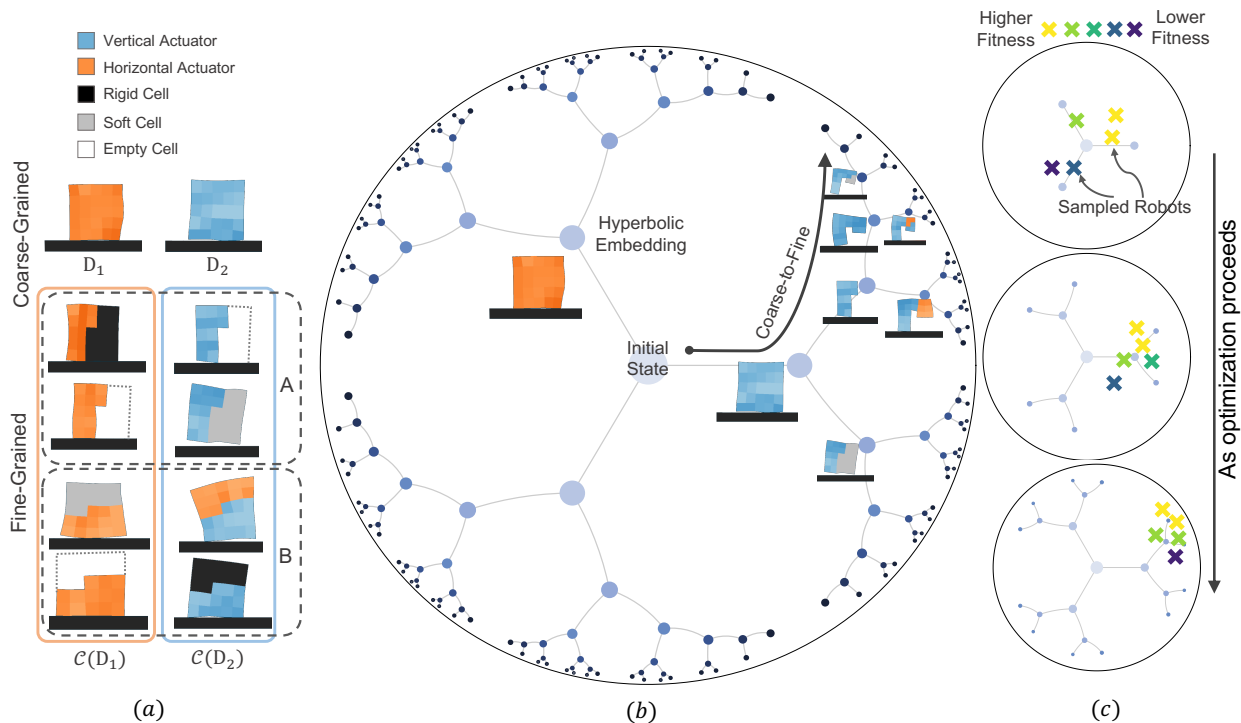 Vertical Actuator
Horizontal Actuator
Rigid Cell
Soft Cell
Empty Cell
Coarse-Grained
D₁
D₂
Fine-Grained
A
B
𝒞(D₁)
𝒞(D₂)
(a)
Hyperbolic
Embedding
Initial
State
Coarse-to-Fine
(b)
Higher
Fitness
Lower
Fitness
Sampled Robots
As optimization proceeds
(c)